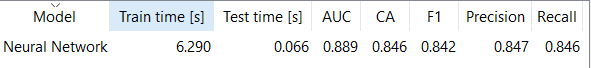 Model Train time [s] Test time [s] AUC CA F1 Precision Recall
Neural Network 6.290 0.066 0.889 0.846 0.842 0.847 0.846